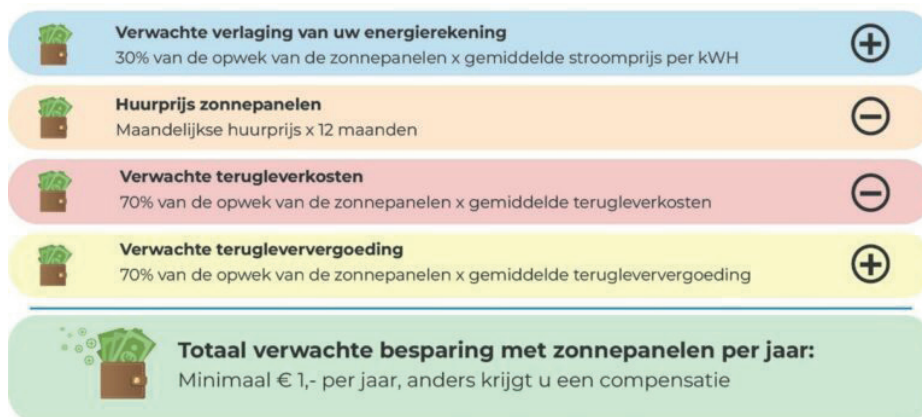 Verwachte verlaging van uw energierekening
30% van de opwek van de zonnepanelen x gemiddelde stroomprijs per kWH
Huurprijs zonnepanelen
Maandelijkse huurprijs x 12 maanden
Verwachte terugleverkosten
70% van de opwek van de zonnepanelen x gemiddelde terugleverkosten
Verwachte terugleververgoeding
70% van de opwek van de zonnepanelen x gemiddelde terugleververgoeding
Totaal verwachte besparing met zonnepanelen per jaar:
Minimaal € 1,- per jaar, anders krijgt u een compensatie